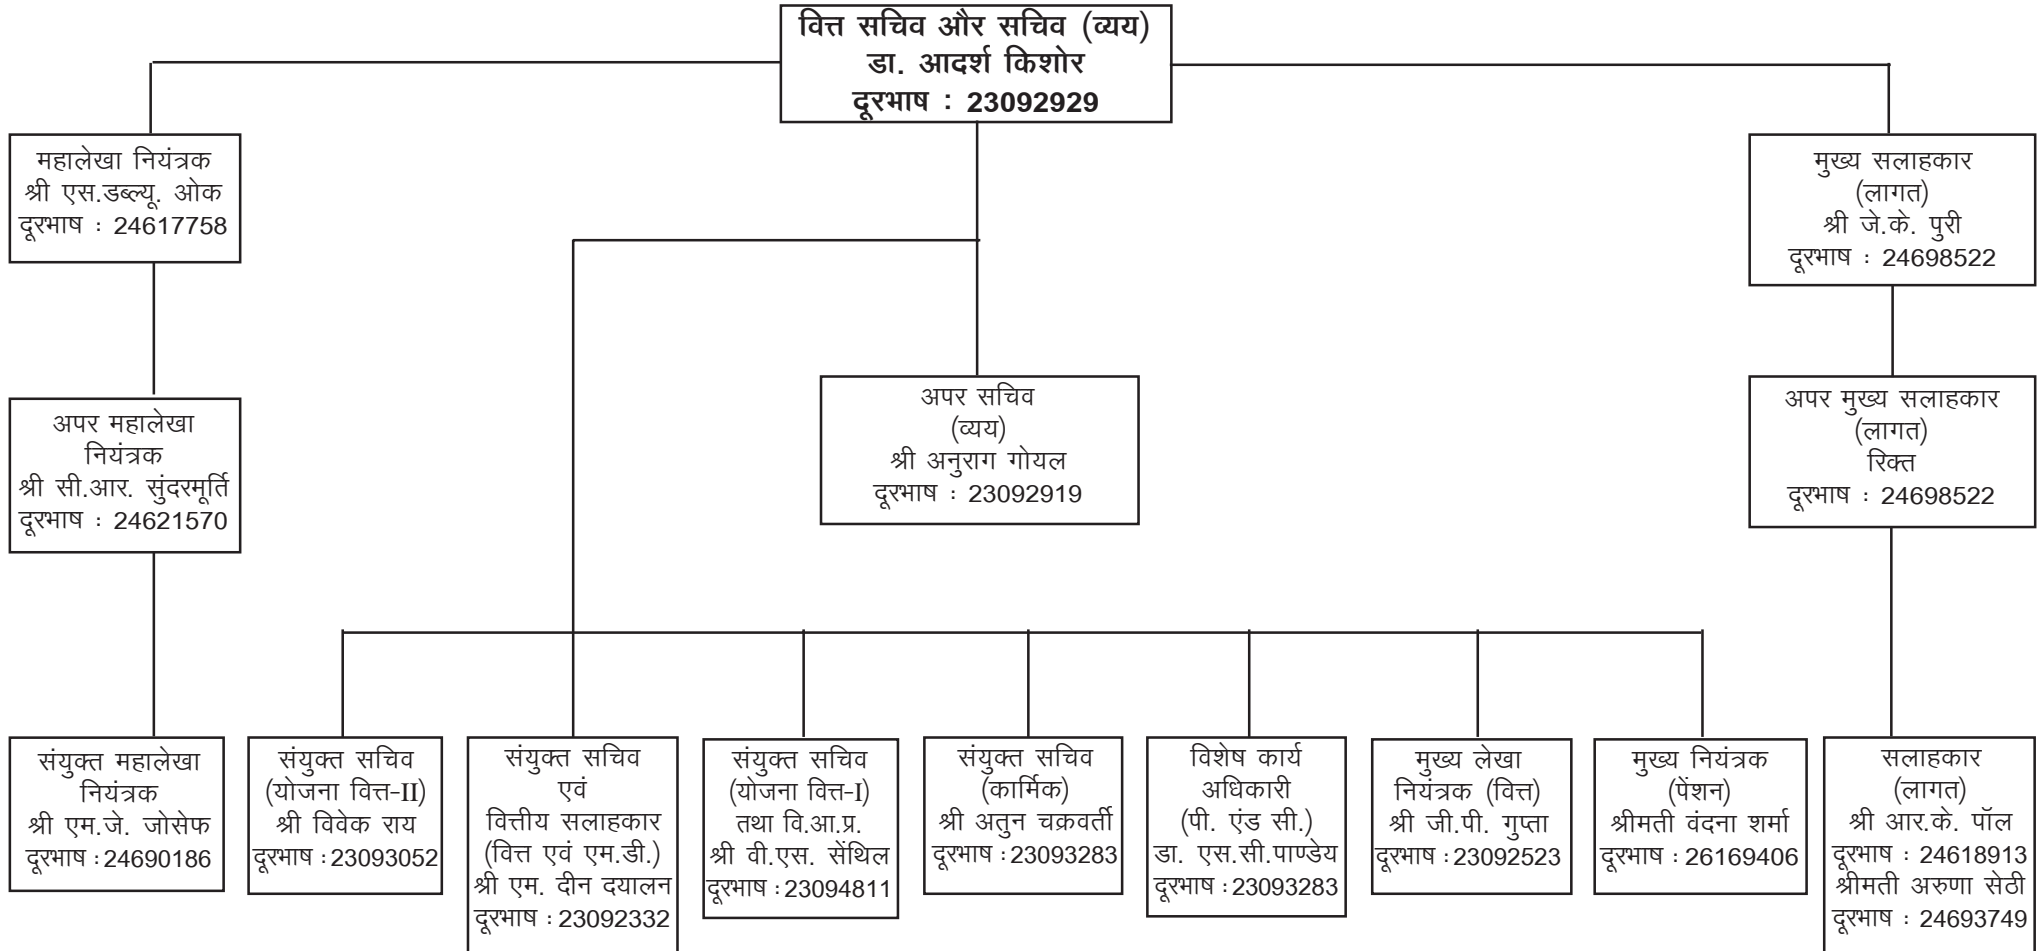 वित्त सचिव और सचिव (व्यय)
डा. आदर्श किशोर
दूरभाष : 23092929
महालेखा नियंत्रक
श्री एस.डब्ल्यू. ओक
दूरभाष : 24617758
मुख्य सलाहकार
(लागत)
श्री जे.के. पुरी
दूरभाष : 24698522
अपर महालेखा
नियंत्रक
श्री सी.आर. सुंदरमूर्ति
दूरभाष : 24621570
अपर सचिव
(व्यय)
श्री अनुराग गोयल
दूरभाष : 23092919
अपर मुख्य सलाहकार
(लागत)
रिक्त
दूरभाष : 24698522
संयुक्त महालेखा
नियंत्रक
श्री एम.जे. जोसेफ
दूरभाष : 24690186
संयुक्त सचिव
(योजना वित्त-II)
श्री विवेक राय
दूरभाष : 23093052
संयुक्त सचिव
एवं
वित्तीय सलाहकार
(वित्त एवं एम.डी.)
श्री एम. दीन दयालन
दूरभाष : 23092332
संयुक्त सचिव
(योजना वित्त-I)
तथा वि.आ.प्र.
श्री वी.एस. सेंथिल
दूरभाष : 23094811
संयुक्त सचिव
(कार्मिक)
श्री अतुन चक्रवर्ती
दूरभाष : 23093283
विशेष कार्य
अधिकारी
(पी. एंड सी.)
डा. एस.सी.पाण्डेय
दूरभाष : 23093283
मुख्य लेखा
नियंत्रक (वित्त)
श्री जी.पी. गुप्ता
दूरभाष : 23092523
मुख्य नियंत्रक
(पेंशन)
श्रीमती वंदना शर्मा
दूरभाष : 26169406
सलाहकार
(लागत)
श्री आर.के. पॉल
दूरभाष : 24618913
श्रीमती अरुणा सेठी
दूरभाष : 24693749